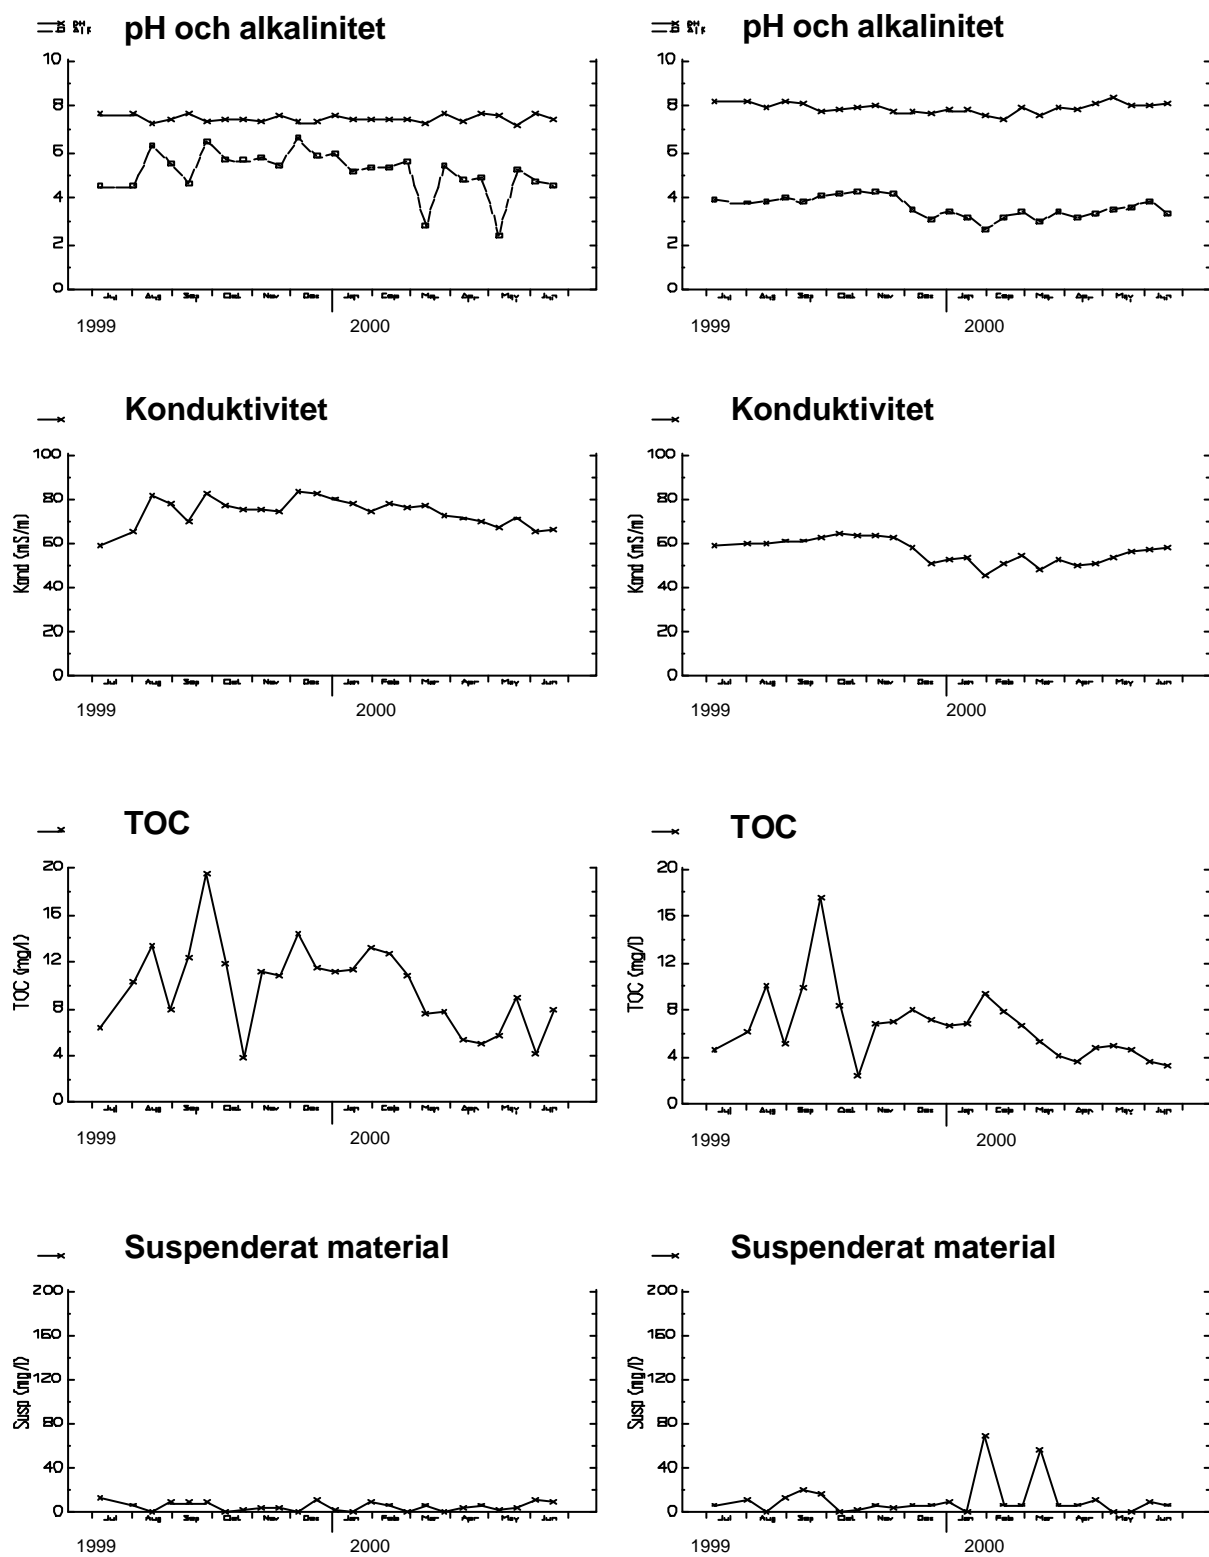 pH och alkalinitet
pH
Alk
10
8
6
4
2
0
Jul Aug Sep Oct Nov Dec Jan Feb Mar Apr May Jun
1999 2000
pH och alkalinitet
pH
Alk
10
8
6
4
2
0
Jul Aug Sep Oct Nov Dec Jan Feb Mar Apr May Jun
1999 2000
Konduktivitet
Kond (mS/m)
100
80
60
40
20
0
Jul Aug Sep Oct Nov Dec Jan Feb Mar Apr May Jun
1999 2000
Konduktivitet
Kond (mS/m)
100
80
60
40
20
0
Jul Aug Sep Oct Nov Dec Jan Feb Mar Apr May Jun
1999 2000
TOC
TOC (mg/l)
20
16
12
8
4
0
Jul Aug Sep Oct Nov Dec Jan Feb Mar Apr May Jun
1999 2000
TOC
TOC (mg/l)
20
16
12
8
4
0
Jul Aug Sep Oct Nov Dec Jan Feb Mar Apr May Jun
1999 2000
Suspenderat material
Susp (mg/l)
200
160
120
80
40
0
Jul Aug Sep Oct Nov Dec Jan Feb Mar Apr May Jun
1999 2000
Suspenderat material
Susp (mg/l)
200
160
120
80
40
0
Jul Aug Sep Oct Nov Dec Jan Feb Mar Apr May Jun
1999 2000